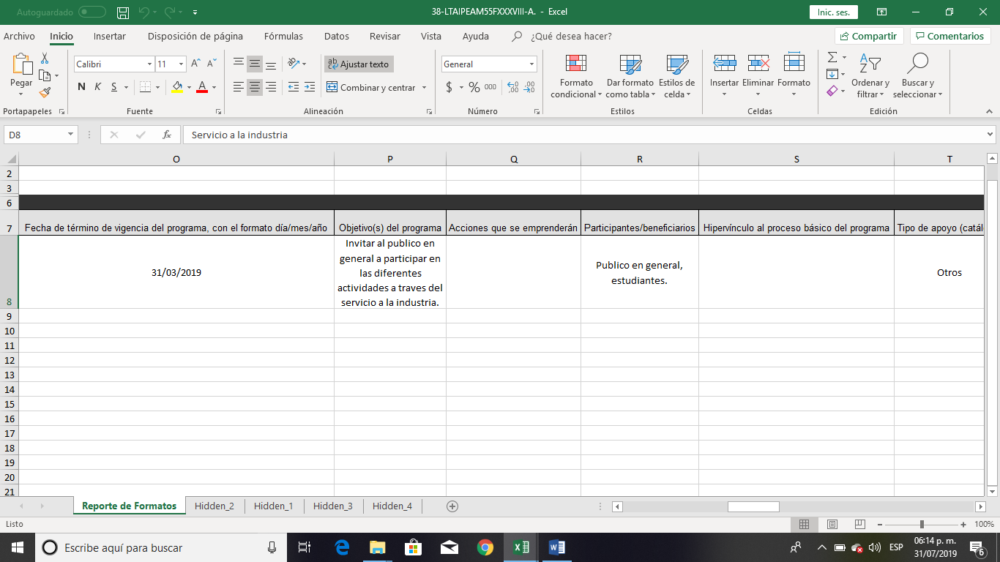 Autoguardado
38-LTAIPEAM55FXXXVIII-A. - Excel
Inic. ses.
Archivo Inicio Insertar Disposición de página Fórmulas Datos Revisar Vista Ayuda ¿Qué desea hacer? Compartir Comentarios
Pegar
Calibri 11 A A
N K S A
ab Ajustar texto
Combinar y centrar
General
$ % 000
Formato condicional
Dar formato como tabla
Estilos de celda
Insertar Eliminar Formato
Ordenar y filtrar
Buscar y seleccionar
Portapapeles Fuente Alineación Número Estilos Celdas Edición
D8 fx Servicio a la industria
O P Q R S T
2
3
6
7 Fecha de término de vigencia del programa, con el formato día/mes/año Objetivo(s) del programa Acciones que se emprenderán Participantes/beneficiarios Hipervínculo al proceso básico del programa Tipo de apoyo (catál
31/03/2019
Invitar al publico en
general a participar en
las diferentes
actividades a traves del
servicio a la industria.
Publico en general,
estudiantes.
Otros
8
9
10
11
12
13
14
15
16
17
18
19
20
21
Reporte de Formatos Hidden_2 Hidden_1 Hidden_3 Hidden_4
Listo 100%
Escribe aquí para buscar
ESP
06:14 p. m.
31/07/2019
6